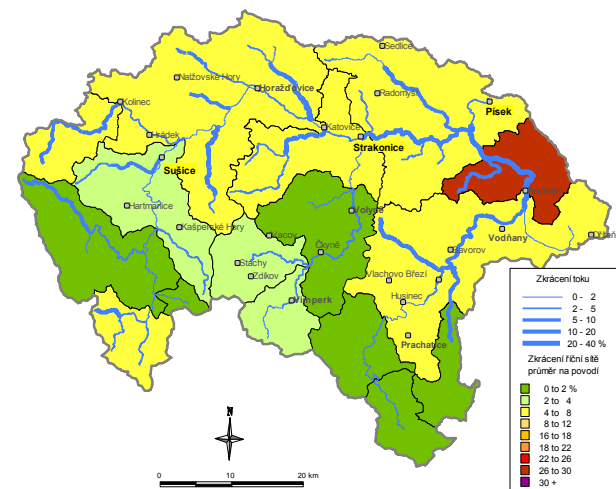 Sedlice
Nalžovské Hory
Horažďovice
Radomyšl
Kolinec
Písek
Katovice
Hrádek
Strakonice
Sušice
Hartmanice
Volyně
Kašperské Hory
Vacov
Vodňany
Čkyně
Bavorov
Stachy
Zdíkov
Vlachovo Březí
Vimperk
Husinec
Prachatice
Zkrácení toku
0 - 2
2 - 5
5 - 10
10 - 20
20 - 40 %
Zkrácení říční sítě
průměr na povodí
0 to 2 %
2 to 4
4 to 8
8 to 12
16 to 18
18 to 22
22 to 26
26 to 30
30 +
N
0 10 20 km